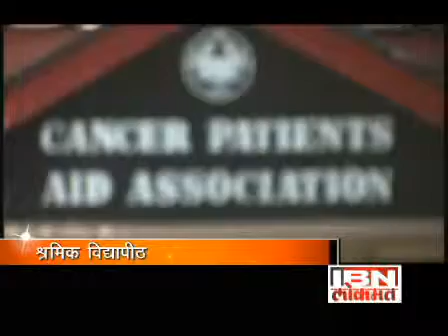 CANCER PATIENTS
AID ASSOCIATION
श्रमिक विद्यापीठ
IBN
लोकमत